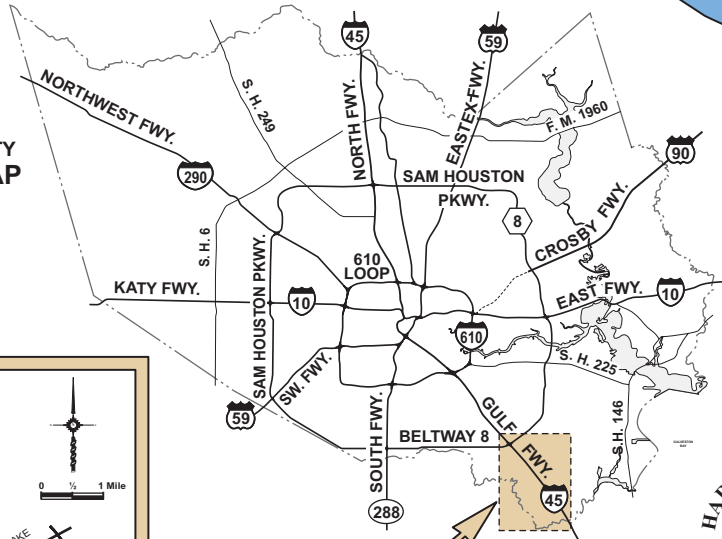 45
59
NORTHWEST FWY.
S. H. 249
NORTH FWY.
EASTEX FWY.
F. M. 1960
90
290
SAM HOUSTON
PKWY.
8
CROSBY FWY.
S. H. 6
SAM HOUSTON PKWY.
610
LOOP
KATY FWY.
10
EAST FWY.
10
610
S. H. 225
SW. FWY.
59
SOUTH FWY.
BELTWAY 8
GULF FWY.
S.H. 146
GALVESTON
BAY
45
288
0 ½ 1 Mile